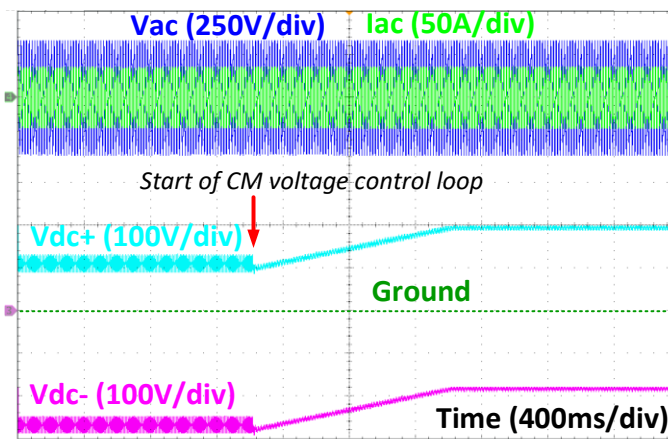 Vac (250V/div) Iac (50A/div)
Start of CM voltage control loop
Vdc+ (100V/div)
Ground
Vdc- (100V/div)
Time (400ms/div)